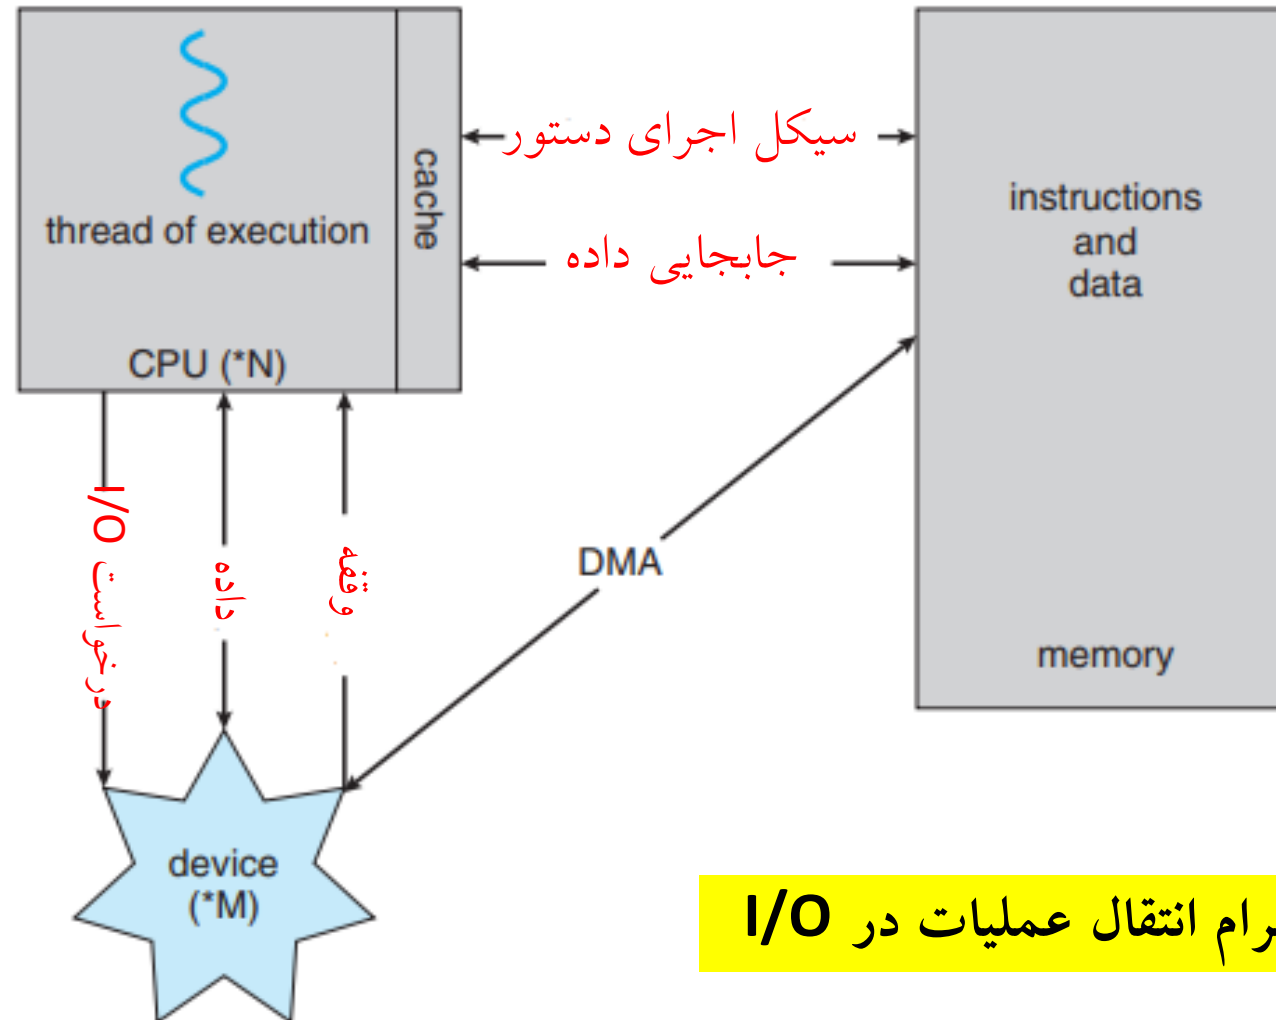 thread of execution
cache
CPU (*N)
سیکل اجرای دستور
جابجایی داده
instructions
and
data
memory
درخواست I/O
داده
وقفه
DMA
device
(*M)
رام انتقال عملیات در I/O